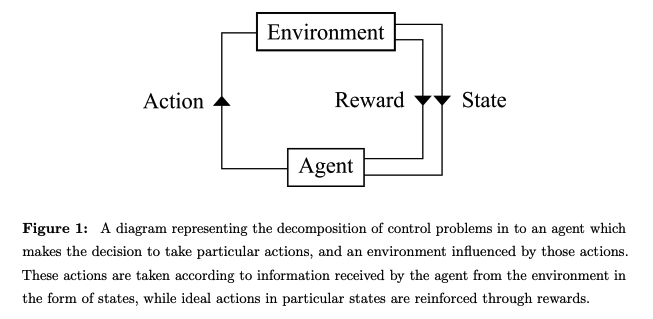 Environment
Action
Reward
State
Agent
Figure 1: A diagram representing the decomposition of control problems in to an agent which
makes the decision to take particular actions, and an environment influenced by those actions.
These actions are taken according to information received by the agent from the environment in
the form of states, while ideal actions in particular states are reinforced through rewards.